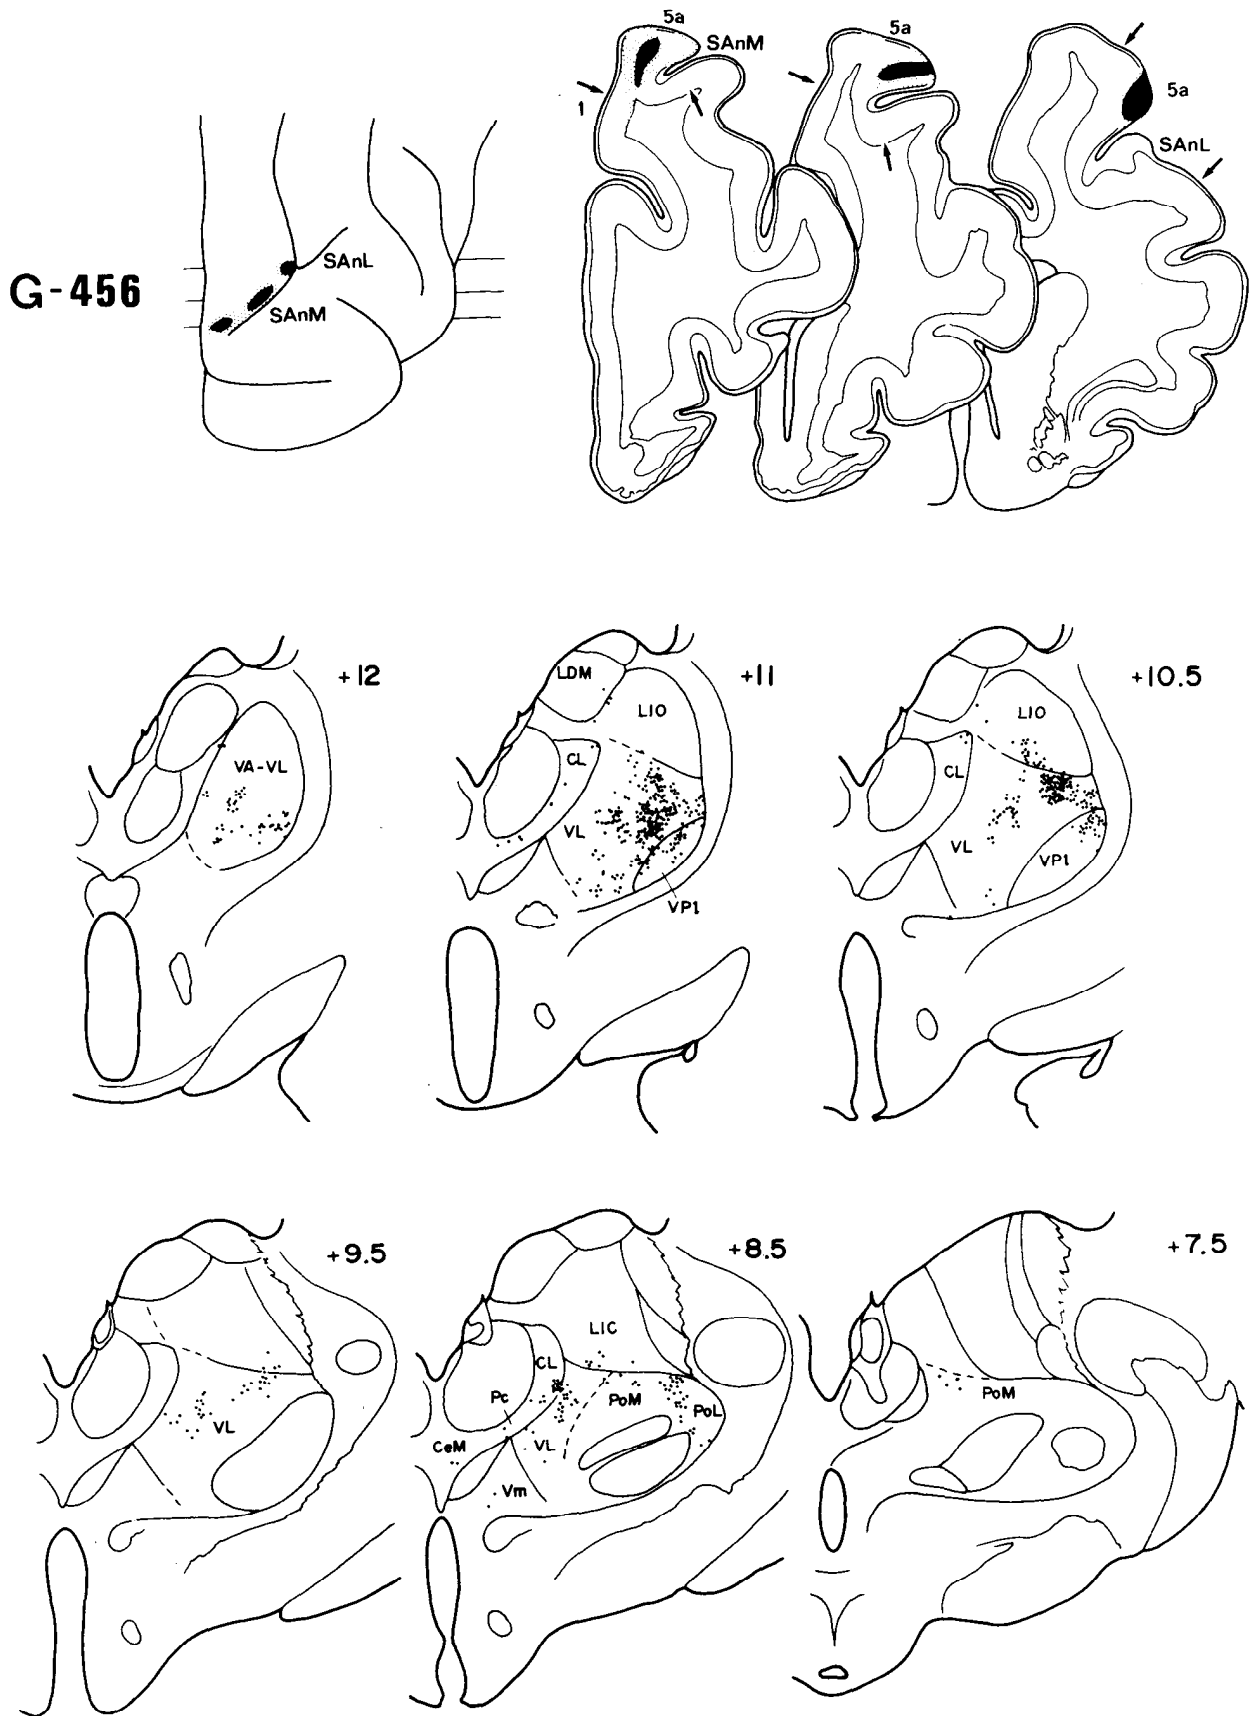 5a
SAnM
1
5a
5a
SAnL
G-456
SAnL
SAnM
+12
VA-VL
+11
LDM
LIO
CL
VL
VPl
+10.5
LIO
CL
VL
VPl
+9.5
VL
+8.5
LIC
CL
Pc
PoM
PoL
CeM
VL
Vm
+7.5
PoM